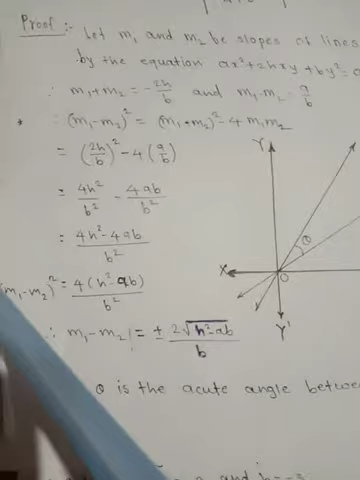 Proof :- Let m₁ and m₂ be slopes of lines
by the equation ax²+2hxy+by²=0
∴ m₁+m₂ = -2h/b and m₁.m₂ = a/b
∴ (m₁-m₂)² = (m₁+m₂)²-4m₁m₂
= (2h/b)² - 4(a/b)
= 4h²/b² - 4ab/b²
= 4h²-4ab/b²
m₁-m₂)² = 4(h²-ab)/b²
∴ m₁-m₂| = ± 2√h²-ab/b
Y
θ
X
O
Y'
θ is the acute angle betwe
and b=-3